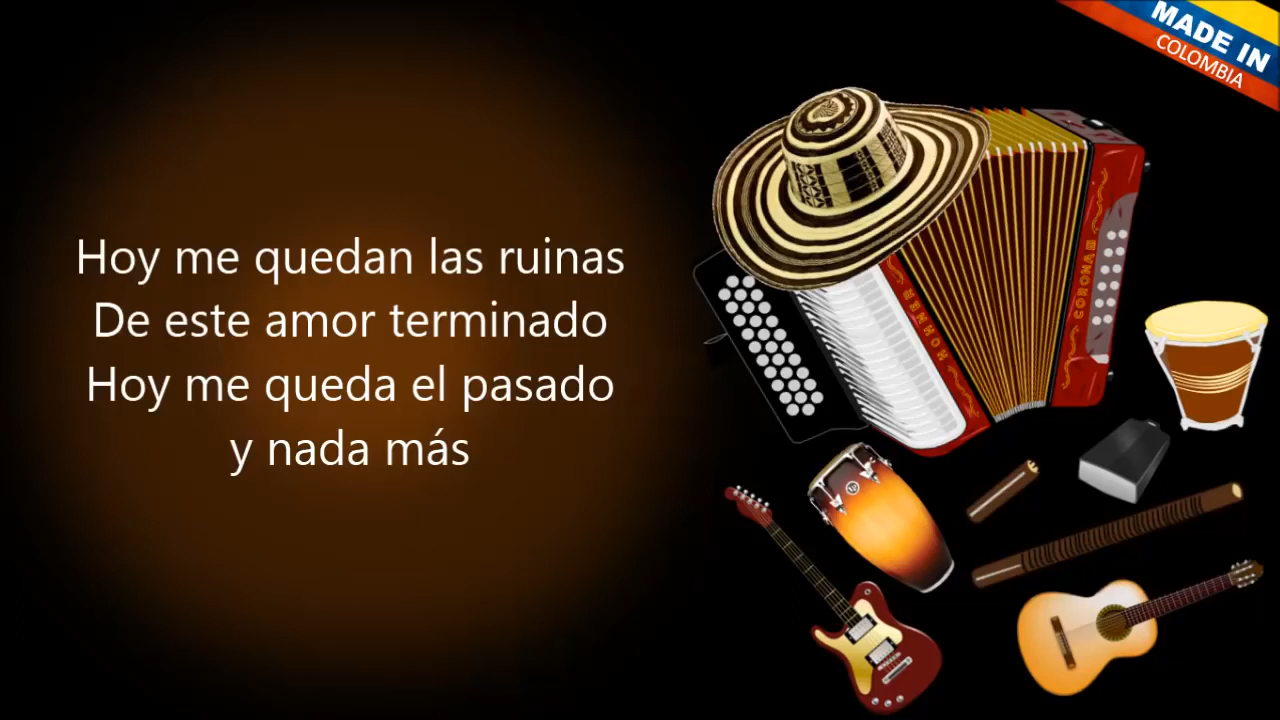 MADE IN
COLOMBIA
Hoy me quedan las ruinas
De este amor terminado
Hoy me queda el pasado
y nada más
HOHNER
CORONA III